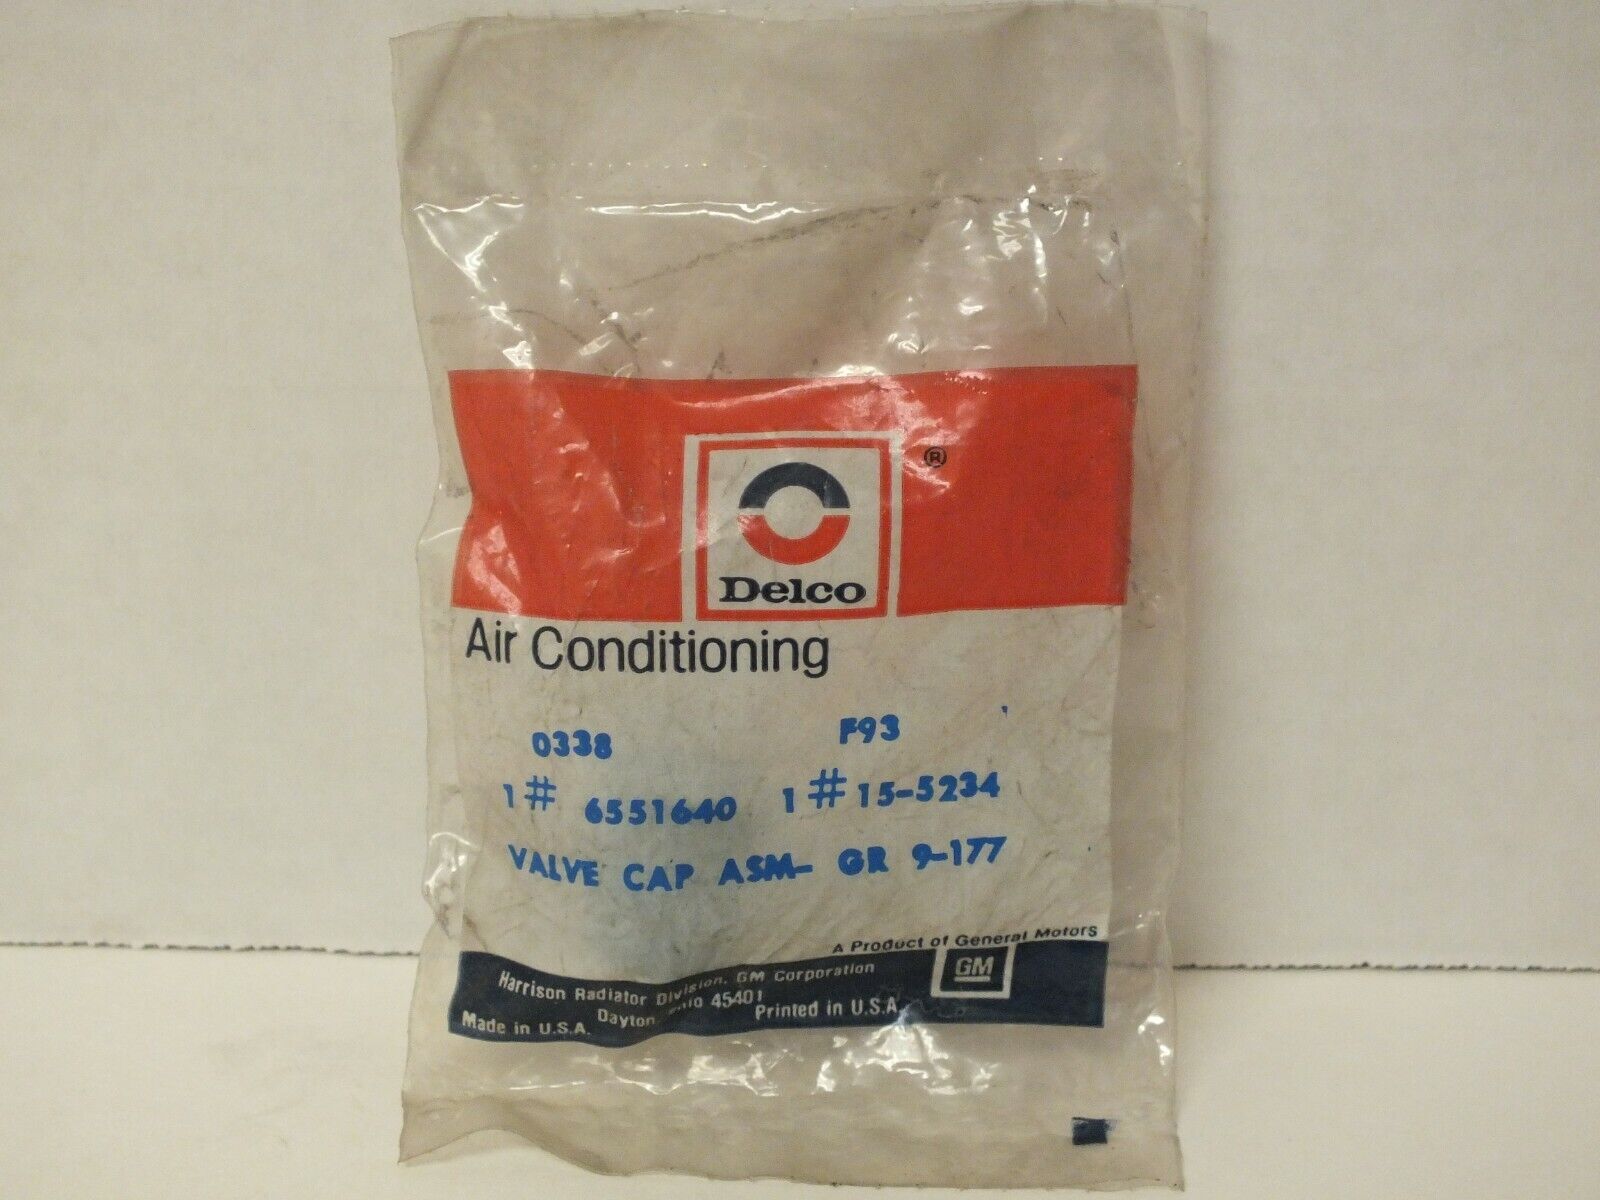 ®
Delco
Air Conditioning
0338 F93
1# 6551640 1# 15-5234
VALVE CAP ASM- GR 9-177
A Product of General Motors
GM
Harrison Radiator Division, GM Corporation
Dayton, Ohio 45401
Made in U.S.A. Printed in U.S.A.